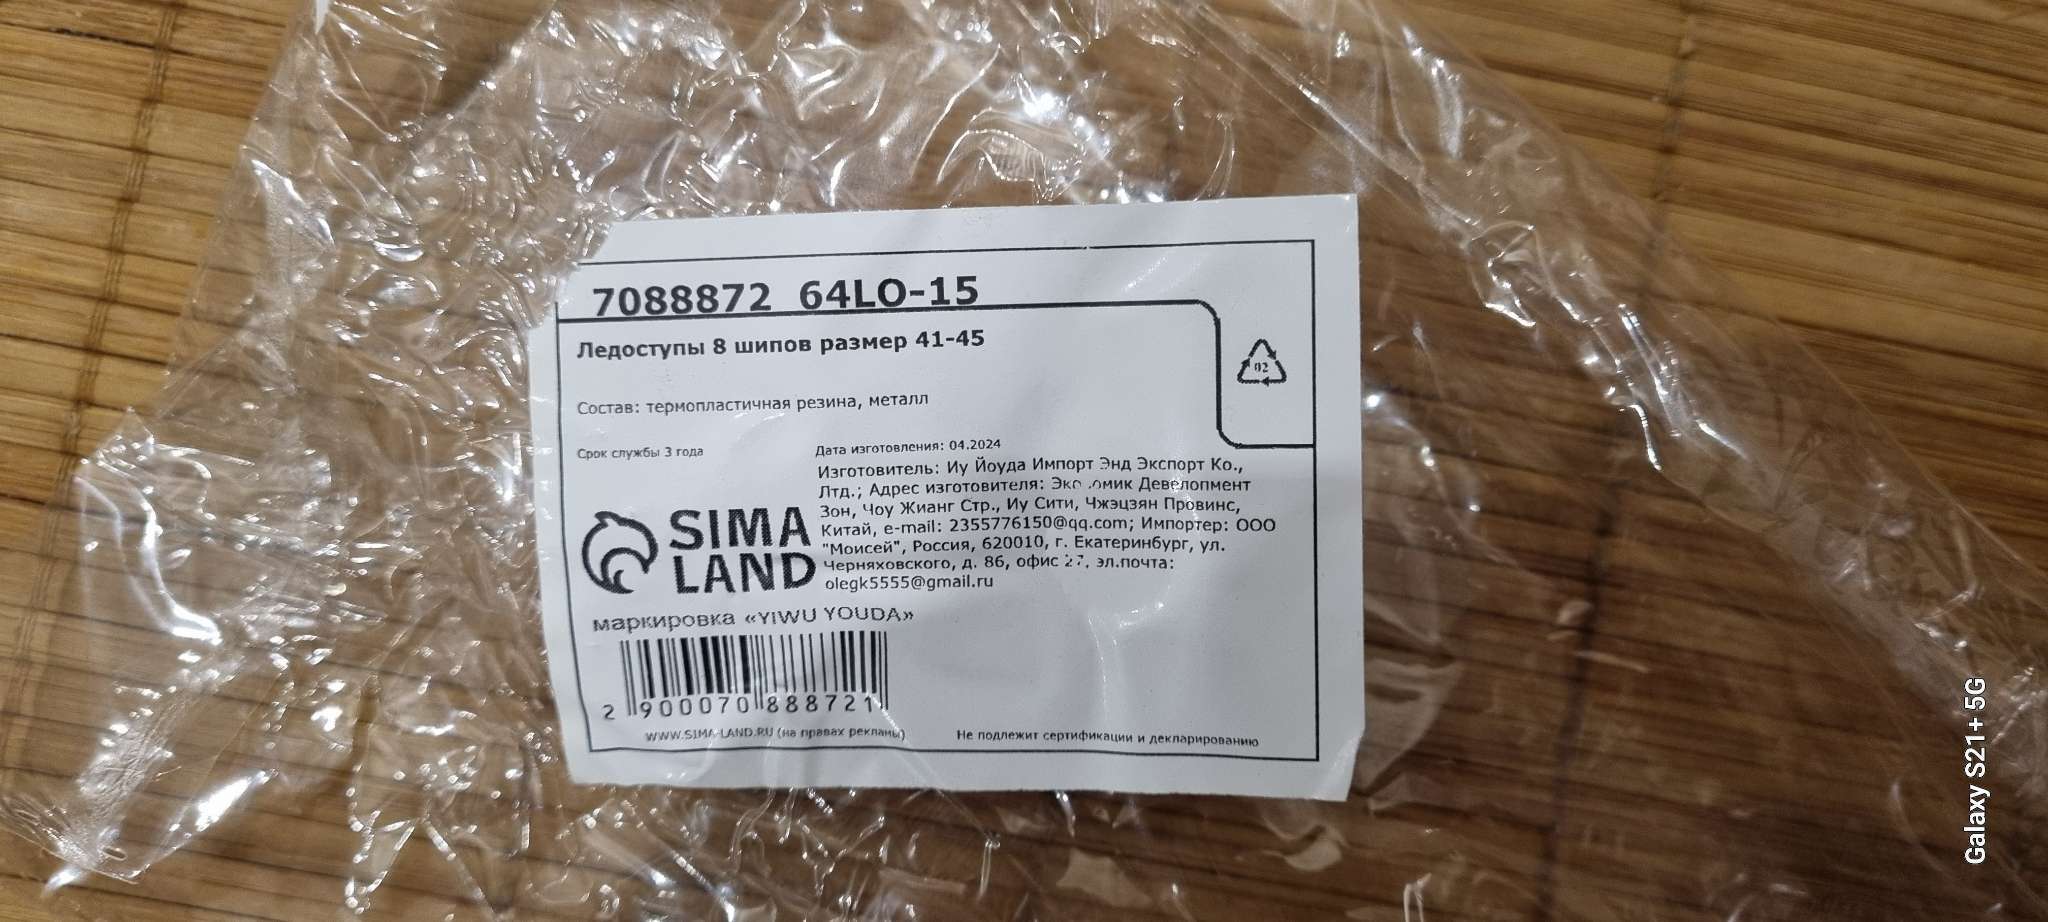 7088872 64LO-15
Ледоступы 8 шипов размер 41-45
02
Состав: термопластичная резина, металл
Срок службы 3 года
Дата изготовления: 04.2024
Изготовитель: Иу Йоуда Импорт Энд Экспорт Ко.,
Лтд.; Адрес изготовителя: Девелопмент
Зон, Чоу Жианг Стр., Иу Сити, Чжэцзян Провинс,
Китай, e-mail: 2355776150@qq.com; Импортер: ООО
"Моисей", Россия, 620010, г. Екатеринбург, ул.
Черняховского, д. 86, офис 27, эл.почта:
olegk5555@gmail.ru
SIMA
LAND
маркировка «YIWU YOUDA»
2 900070 888721
WWW.SIMA-LAND.RU (на правах рекламы)
Не подлежит сертификации и декларированию
Galaxy S21+ 5G